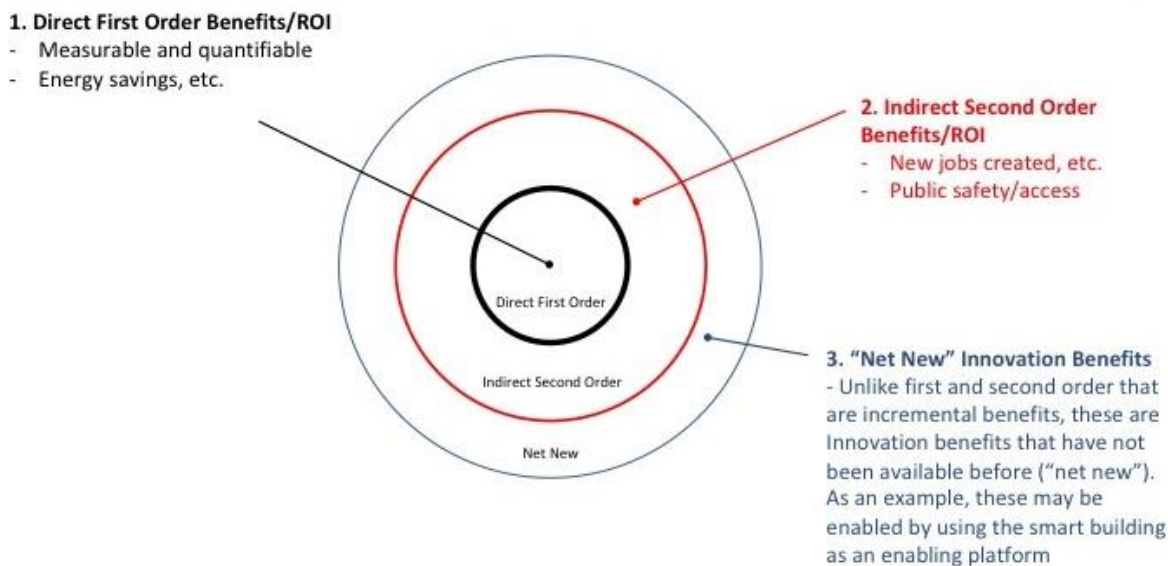 1. Direct First Order Benefits/ROI
- Measurable and quantifiable
- Energy savings, etc.
2. Indirect Second Order
Benefits/ROI
- New jobs created, etc.
- Public safety/access
Direct First Order
Indirect Second Order
Net New
3. “Net New” Innovation Benefits
- Unlike first and second order that
are incremental benefits, these are
Innovation benefits that have not
been available before (“net new”).
As an example, these may be
enabled by using the smart building
as an enabling platform